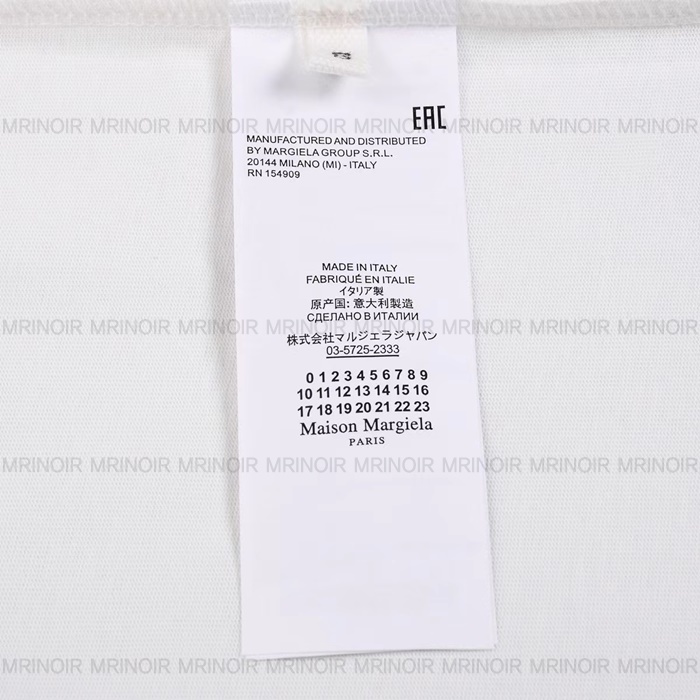 EAC
MANUFACTURED AND DISTRIBUTED
BY MARGIELA GROUP S.R.L.
20144 MILANO (MI) - ITALY
RN 154909
MRINOIR MRINOIR MRINOIR MRINOIR MRINOIR MRINOIR MRINOIR MRINOIR
MADE IN ITALY
FABRIQUÉ EN ITALIE
イタリア製
原产国: 意大利製造
СДЕЛАНО В ИТАЛИИ
MRINOIR MRINOIR MRINOIR MRINOIR MRINOIR MRINOIR MRINOIR MRINOIR
株式会社マルジェラジャパン
03-5725-2333
0 1 2 3 4 5 6 7 8 9
10 11 12 13 14 15 16
17 18 19 20 21 22 23
Maison Margiela
PARIS
MRINOIR MRINOIR MRINOIR MRINOIR MRINOIR MRINOIR MRINOIR MRINOIR
MRINOIR MRINOIR MRINOIR MRINOIR MRINOIR MRINOIR MRINOIR MRINOIR